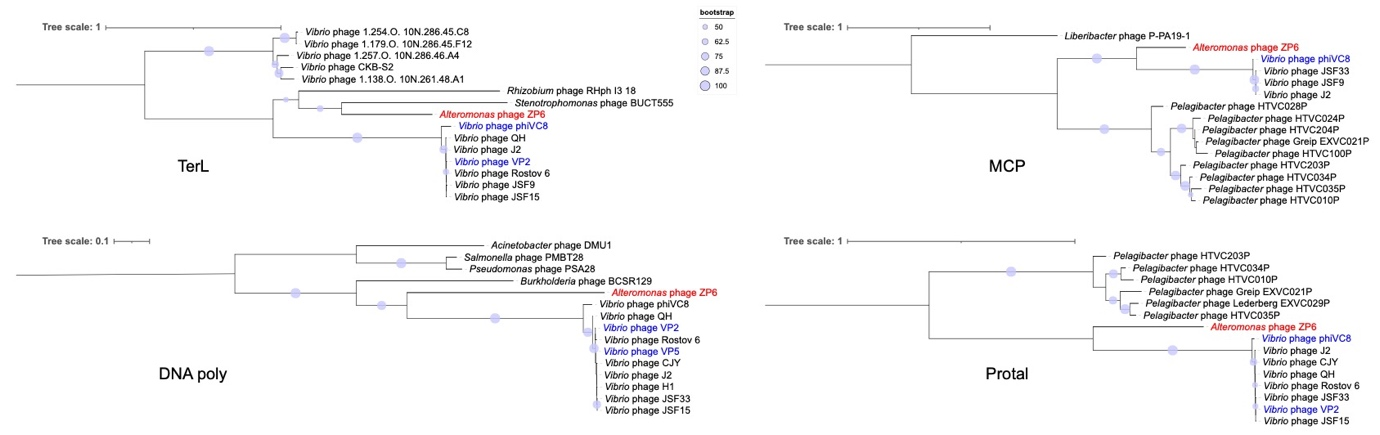 Tree scale: 1
Vibrio phage 1.254.O. 10N.286.45.C8
Vibrio phage 1.179.O. 10N.286.45.F12
Vibrio phage 1.257.O. 10N.286.46.A4
Vibrio phage CKB-S2
Vibrio phage 1.138.O. 10N.261.48.A1
Rhizobium phage RHph I3 18
Stenotrophomonas phage BUCT555
Alteromonas phage ZP6
Vibrio phage phiVC8
Vibrio phage QH
Vibrio phage J2
Vibrio phage VP2
Vibrio phage Rostov 6
Vibrio phage JSF9
Vibrio phage JSF15
TerL
bootstrap
50
62.5
75
87.5
100
Tree scale: 1
Liberibacter phage P-PA19-1
Alteromonas phage ZP6
Vibrio phage phiVC8
Vibrio phage JSF33
Vibrio phage JSF9
Vibrio phage J2
Pelagibacter phage HTVC028P
Pelagibacter phage HTVC024P
Pelagibacter phage HTVC204P
Pelagibacter phage Greip EXVC021P
Pelagibacter phage HTVC100P
Pelagibacter phage HTVC203P
Pelagibacter phage HTVC034P
Pelagibacter phage HTVC035P
Pelagibacter phage HTVC010P
MCP
Tree scale: 0.1
Acinetobacter phage DMU1
Salmonella phage PMBT28
Pseudomonas phage PSA28
Burkholderia phage BCSR129
Alteromonas phage ZP6
Vibrio phage phiVC8
Vibrio phage QH
Vibrio phage VP2
Vibrio phage Rostov 6
Vibrio phage VP5
Vibrio phage CJY
Vibrio phage J2
Vibrio phage H1
Vibrio phage JSF33
Vibrio phage JSF15
DNA poly
Tree scale: 1
Pelagibacter phage HTVC203P
Pelagibacter phage HTVC034P
Pelagibacter phage HTVC010P
Pelagibacter phage Greip EXVC021P
Pelagibacter phage Lederberg EXVC029P
Pelagibacter phage HTVC035P
Alteromonas phage ZP6
Vibrio phage phiVC8
Vibrio phage J2
Vibrio phage CJY
Vibrio phage QH
Vibrio phage Rostov 6
Vibrio phage JSF33
Vibrio phage VP2
Vibrio phage JSF15
Protal